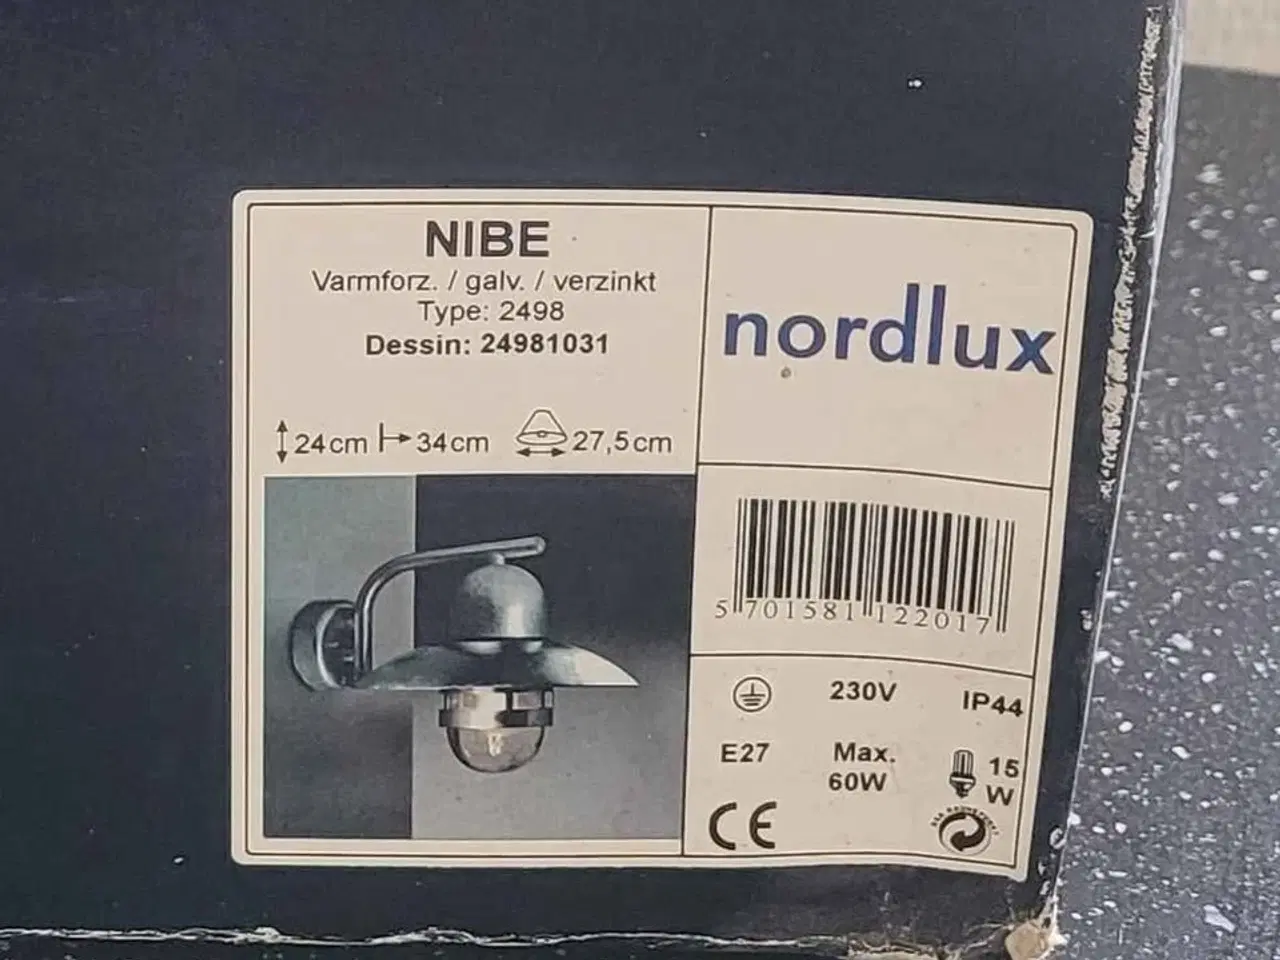 NIBE
Varmforz. / galv. / verzinkt
Type: 2498
Dessin: 24981031
24cm 34cm 27,5cm
nordlux
5 701581 122017
230V IP44
E27 Max. 60W 15 W
CE